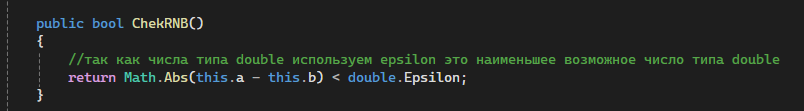 public bool ChekRNB()
{
//так как числа типа double используем epsilon это наименьшее возможное число типа double
return Math.Abs(this.a - this.b) < double.Epsilon;
}